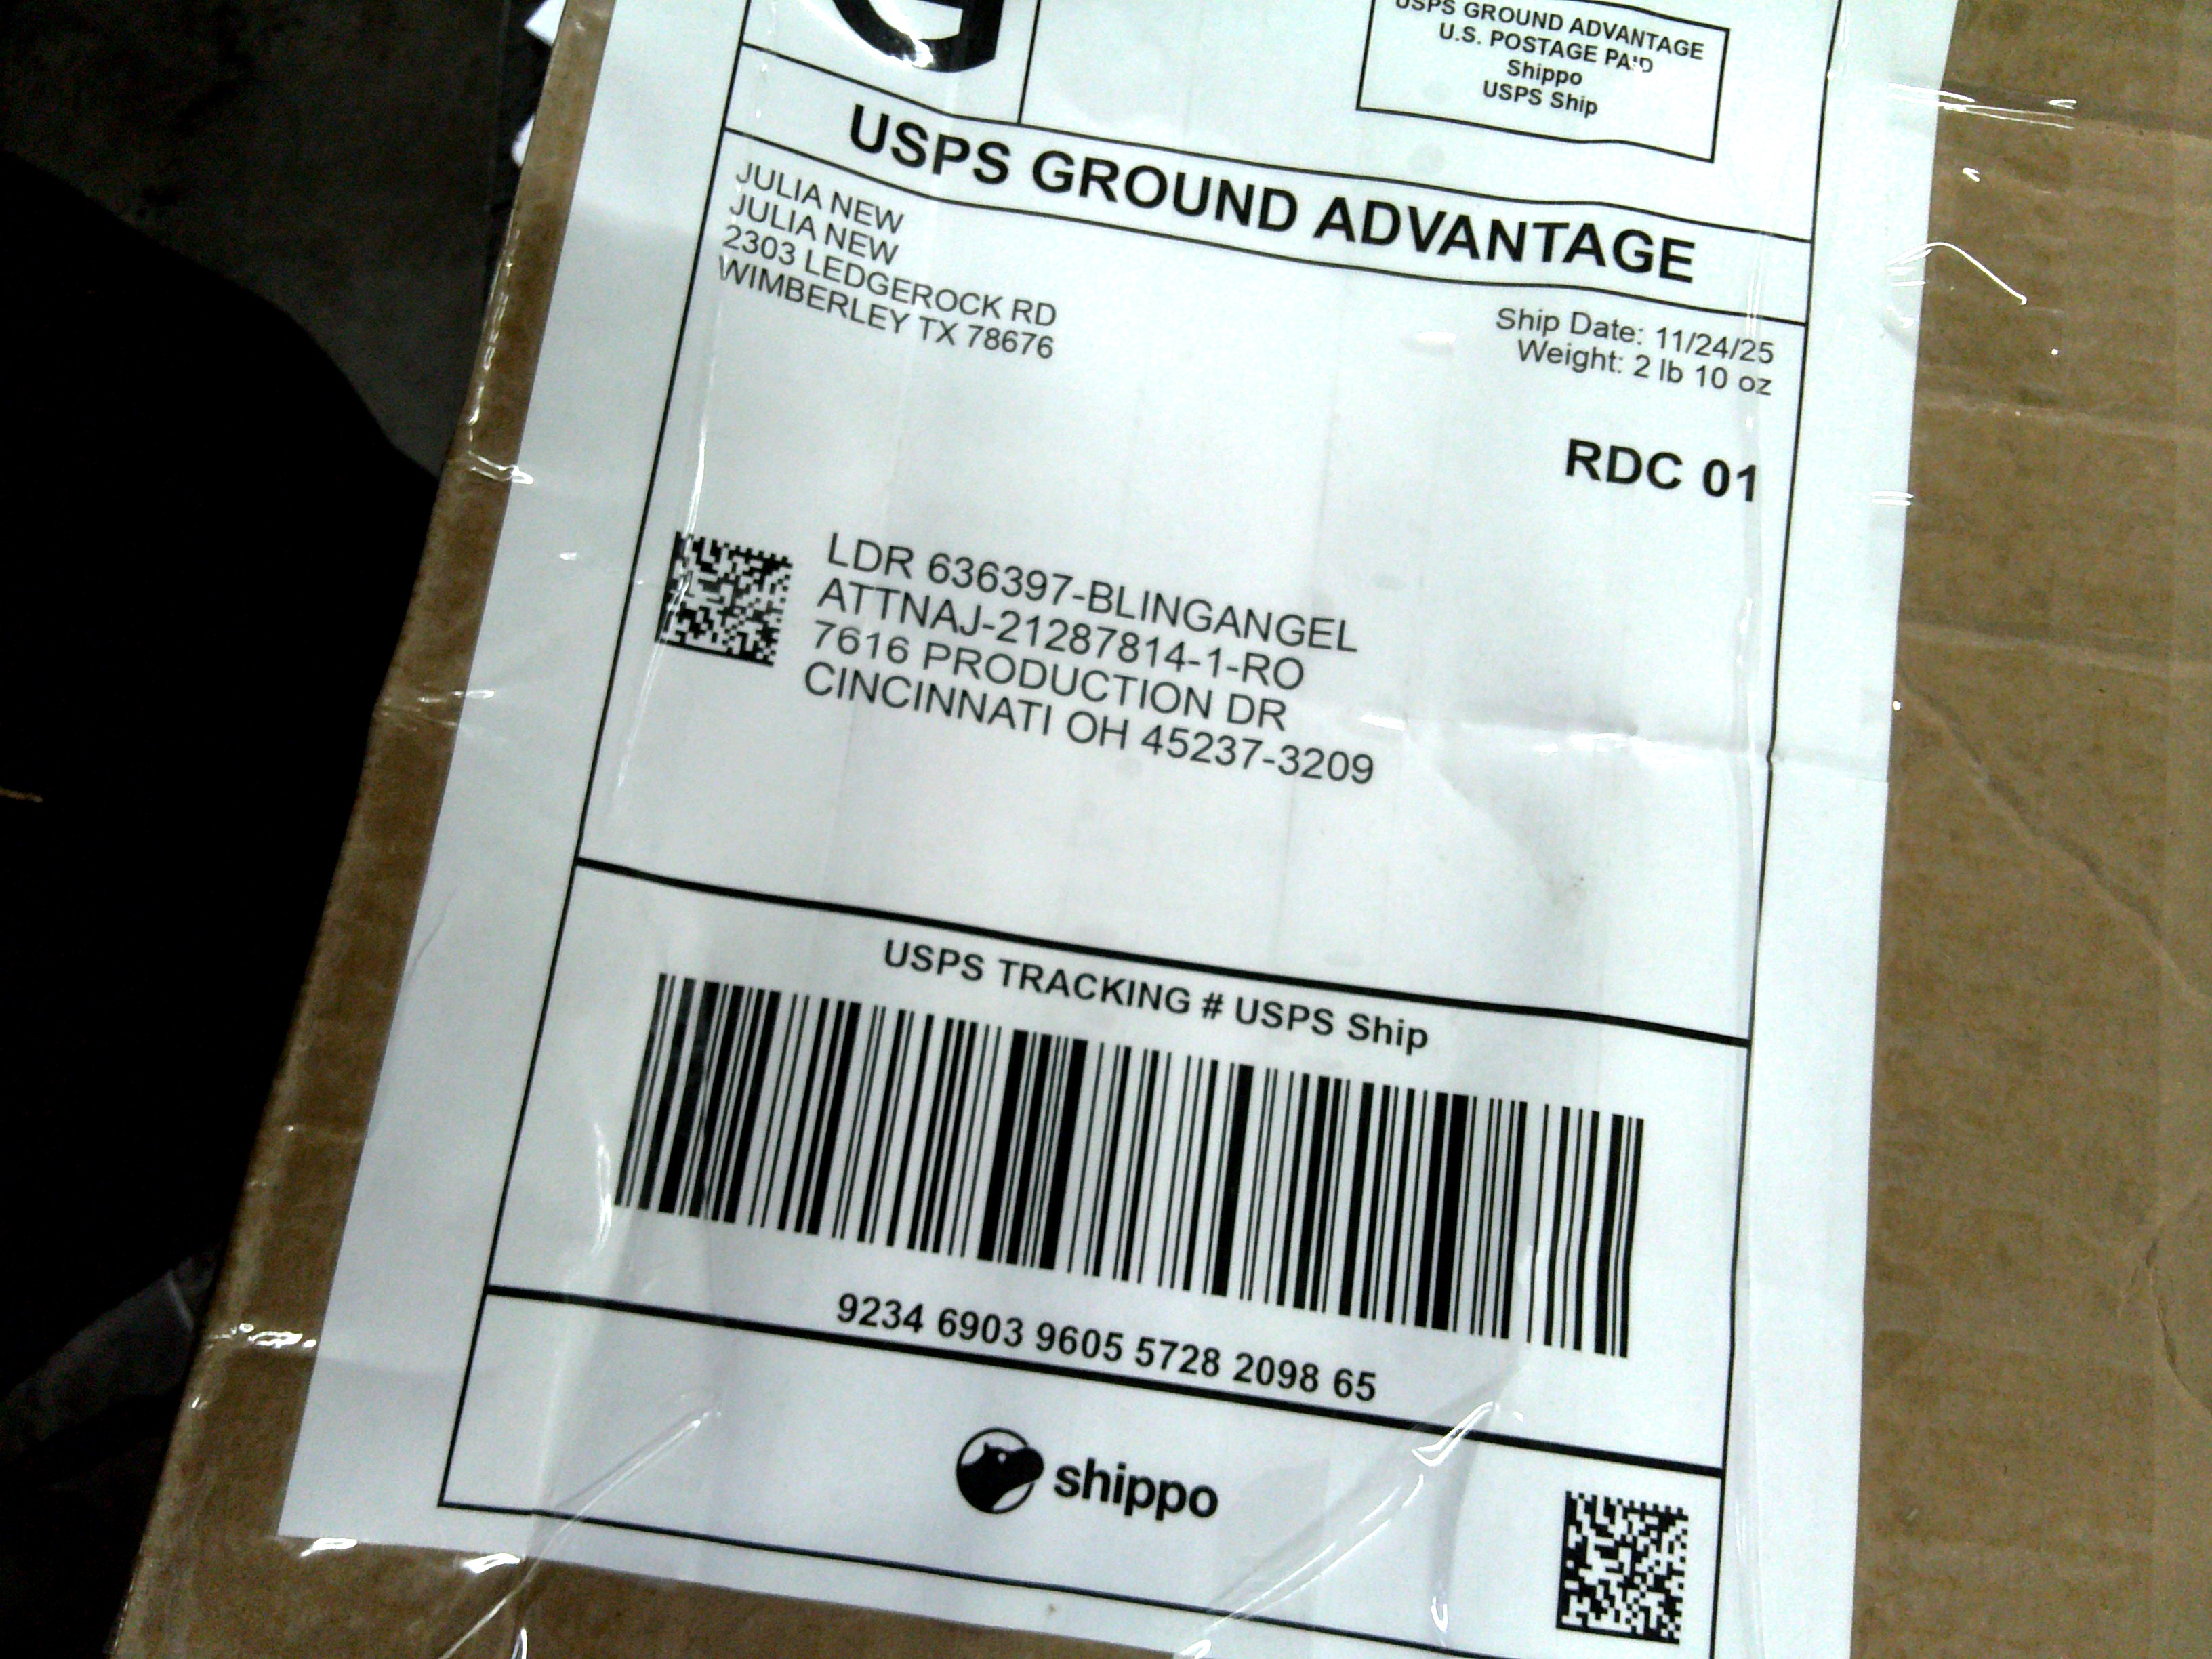 G
USPS GROUND ADVANTAGE
U.S. POSTAGE PAID
Shippo
USPS Ship
USPS GROUND ADVANTAGE
JULIA NEW
JULIA NEW
2303 LEDGEROCK RD
WIMBERLEY TX 78676
Ship Date: 11/24/25
Weight: 2 lb 10 oz
RDC 01
LDR 636397-BLINGANGEL
ATTNAJ-21287814-1-RO
7616 PRODUCTION DR
CINCINNATI OH 45237-3209
USPS TRACKING # USPS Ship
9234 6903 9605 5728 2098 65
shippo